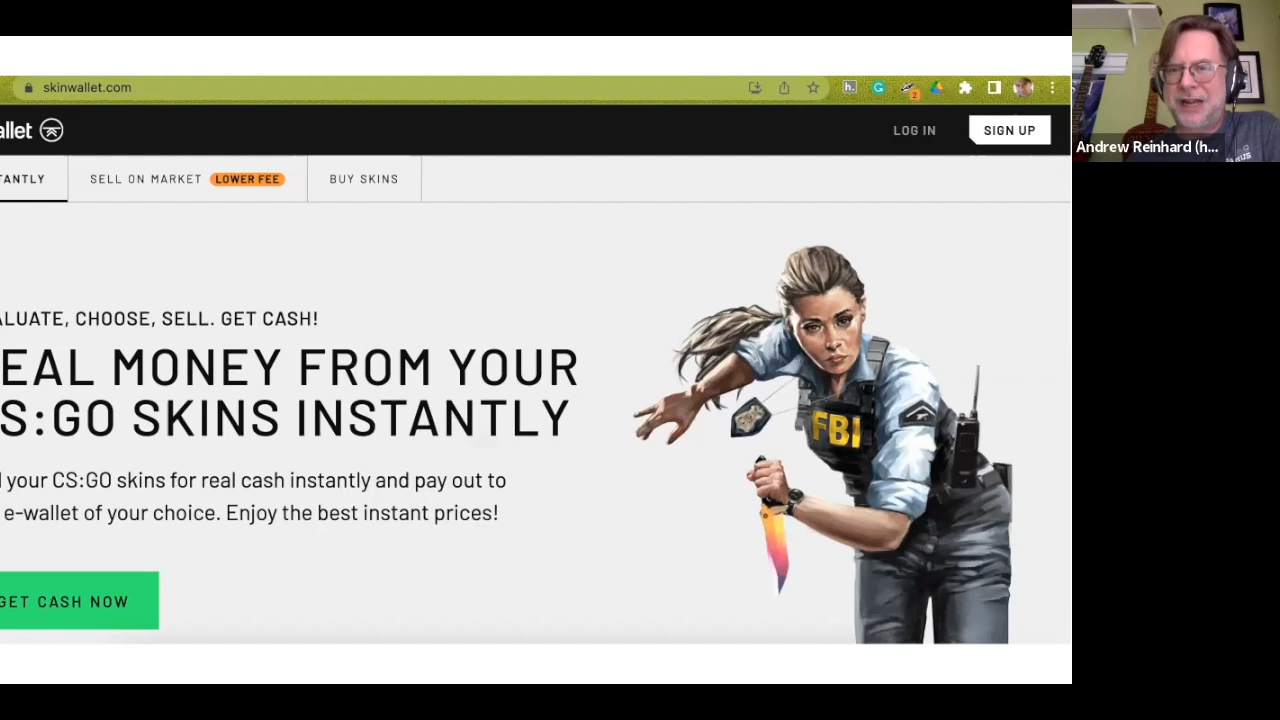 skinwallet.com
2
allet
LOG IN
SIGN UP
TANTLY
SELL ON MARKET LOWER FEE
BUY SKINS
ALUATE, CHOOSE, SELL. GET CASH!
EAL MONEY FROM YOUR
S:GO SKINS INSTANTLY
your CS:GO skins for real cash instantly and pay out to
e-wallet of your choice. Enjoy the best instant prices!
GET CASH NOW
FBI
Andrew Reinhard (h...